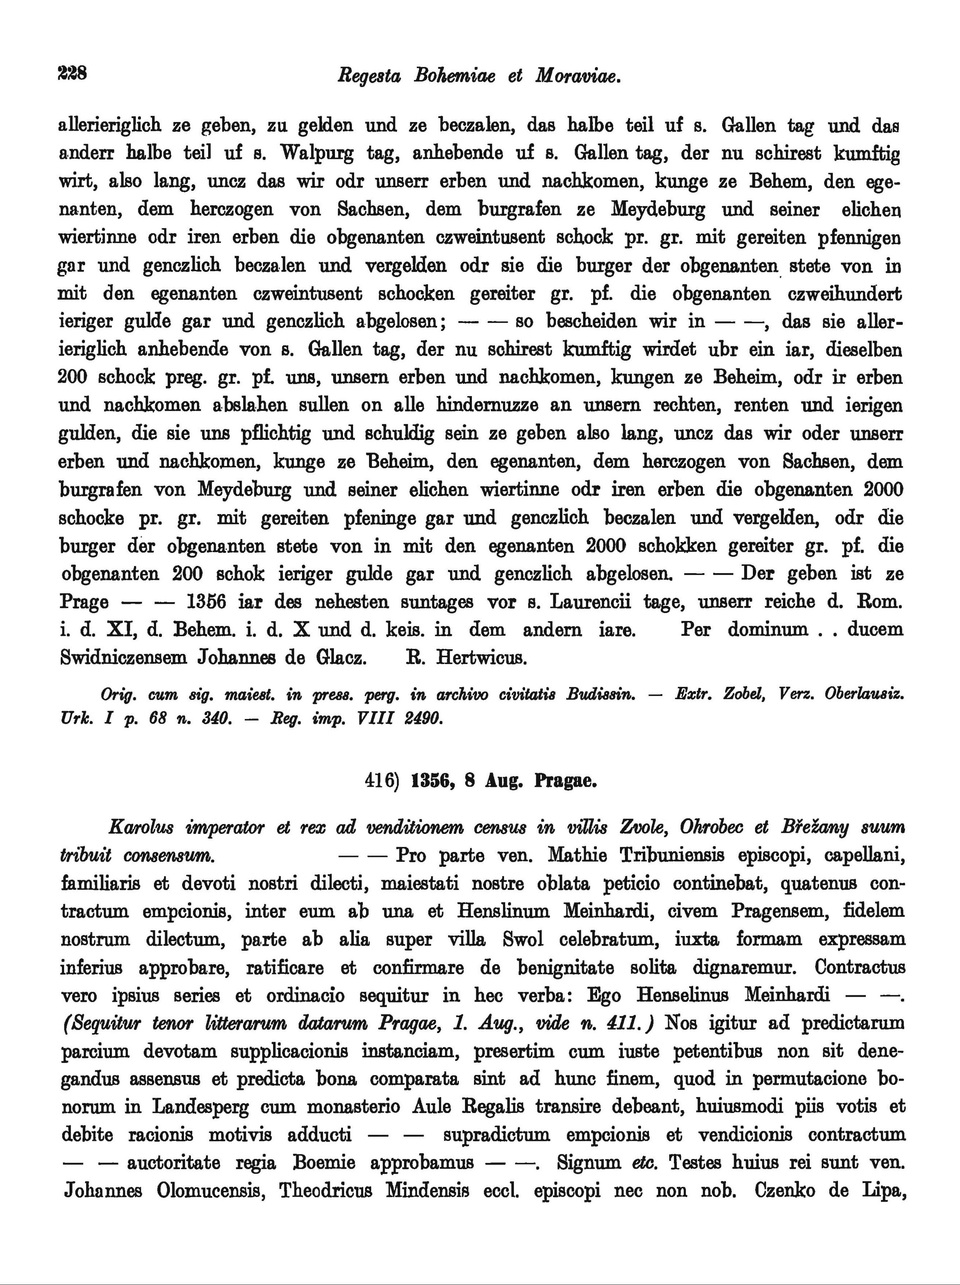 228
Regesta Bohemiae et Moraviae.
allerieriglich ze geben, zu gelden und ze beczalen, das halbe teil uf s. Gallen tag und das
anderr halbe teil uf s. Walpurg tag, anhebende uf s. Gallen tag, der nu schirest kumftig
wirt, also lang, uncz das wir odr unserr erben und nachkomen, kunge ze Behem, den ege-
nanten, dem herczogen von Sachsen, dem burgrafen ze Meydeburg und seiner elichen
wiertinne odr iren erben die obgenanten czweintusent schock pr. gr. mit gereiten pfennigen
gar und genczlich beczalen und vergelden odr sie die burger der obgenanten stete von in
mit den egenanten czweintusent schocken gereiter gr. pf. die obgenanten czweihundert
ieriger gulde gar und genczlich abgelosen; — — so bescheiden wir in — —, das sie aller-
ieriglich anhebende von s. Gallen tag, der nu schirest kumftig wirdet ubr ein iar, dieselben
200 schock preg. gr. pf. uns, unsern erben und nachkomen, kungen ze Beheim, odr ir erben
und nachkomen abslahen sullen on alle hindernuzze an unsern rechten, renten und ierigen
gulden, die sie uns pflichtig und schuldig sein ze geben also lang, uncz das wir oder unserr
erben und nachkomen, kunge ze Beheim, den egenanten, dem herczogen von Sachsen, dem
burgrafen von Meydeburg und seiner elichen wiertinne odr iren erben die obgenanten 2000
schocke pr. gr. mit gereiten pfeninge gar und genczlich beczalen und vergelden, odr die
burger der obgenanten stete von in mit den egenanten 2000 schokken gereiter gr. pf. die
obgenanten 200 schok ieriger gulde gar und genczlich abgelosen. — — Der geben ist ze
Prage — — 1356 iar des nehesten suntages vor s. Laurencii tage, unserr reiche d. Rom.
i. d. XI, d. Behem. i. d. X und d. keis. in dem andern iare. Per dominum . . ducem
Swidniczensem Johannes de Glacz. R. Hertwicus.
Orig. cum sig. maiest. in press. perg. in archivo civitatis Budissin. — Extr. Zobel, Verz. Oberlausiz.
Urk. I p. 68 n. 340. — Reg. imp. VIII 2490.
416) 1356, 8 Aug. Pragae.
Karolus imperator et rex ad venditionem census in villis Zvole, Ohrobec et Břežany suum
tribuit consensum. — — Pro parte ven. Mathie Tribuniensis episcopi, capellani,
familiaris et devoti nostri dilecti, maiestati nostre oblata peticio continebat, quatenus con-
tractum empcionis, inter eum ab una et Henslinum Meinhardi, civem Pragensem, fidelem
nostrum dilectum, parte ab alia super villa Swol celebratum, iuxta formam expressam
inferius approbare, ratificare et confirmare de benignitate solita dignaremur. Contractus
vero ipsius series et ordinacio sequitur in hec verba: Ego Henselinus Meinhardi — —.
(Sequitur tenor litterarum datarum Pragae, 1. Aug., vide n. 411.) Nos igitur ad predictarum
parcium devotam supplicacionis instanciam, presertim cum iuste petentibus non sit dene-
gandus assensus et predicta bona comparata sint ad hunc finem, quod in permutacione bo-
norum in Landesperg cum monasterio Aule Regalis transire debeant, huiusmodi piis votis et
debite racionis motivis adducti — — supradictum empcionis et vendicionis contractum
— — auctoritate regia Boemie approbamus — —. Signum etc. Testes huius rei sunt ven.
Johannes Olomucensis, Theodricus Mindensis eccl. episcopi nec non nob. Czenko de Lipa,